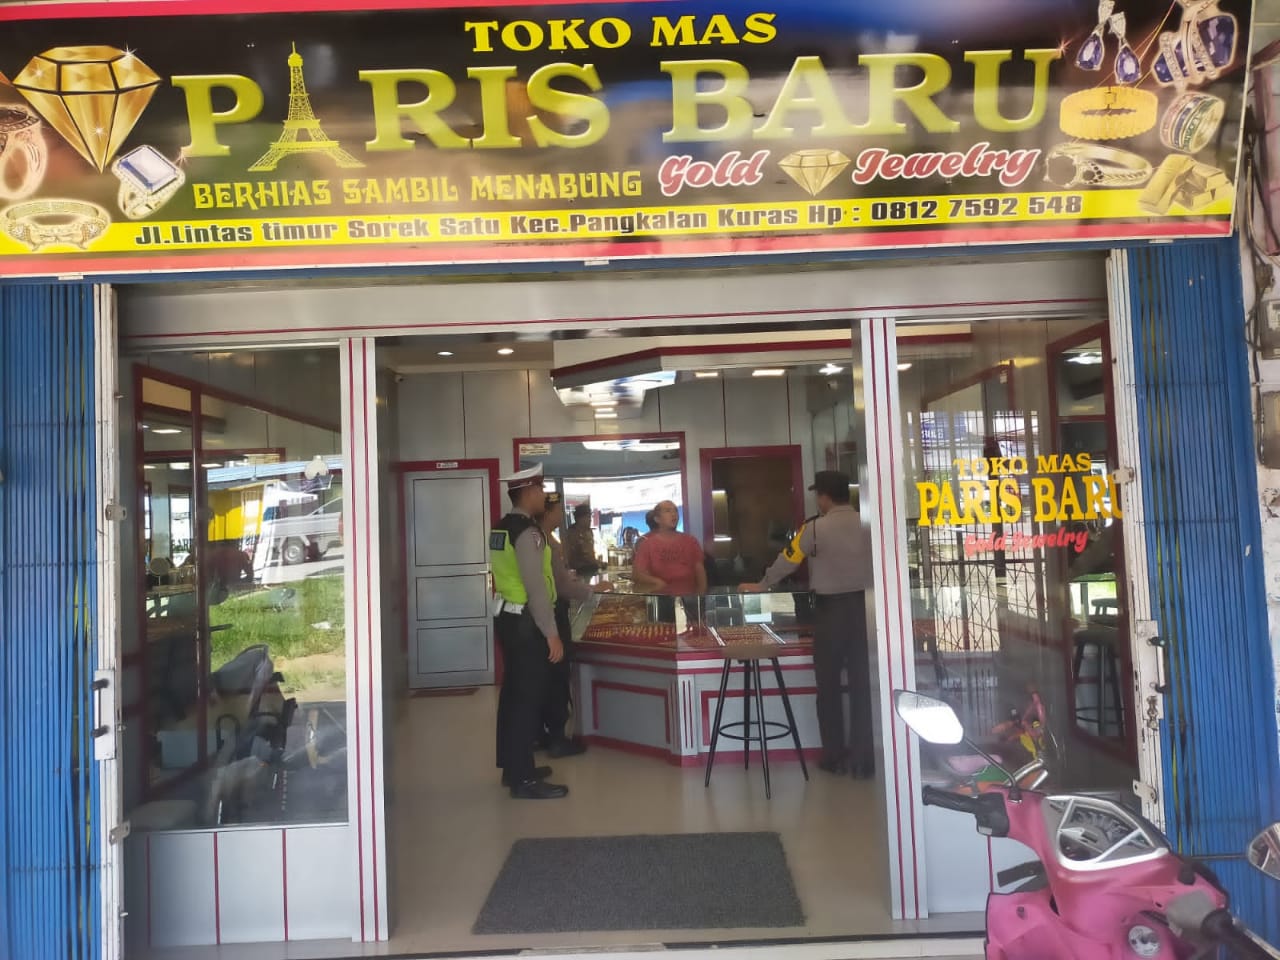 TOKO MAS
PARIS BARU
BERHIAS SAMBIL MENABUNG Gold Jewelry
Jl.Lintas timur Sorek Satu Kec.Pangkalan Kuras Hp : 0812 7592 548
TOKO MAS
PARIS BARU
Gold Jewelry